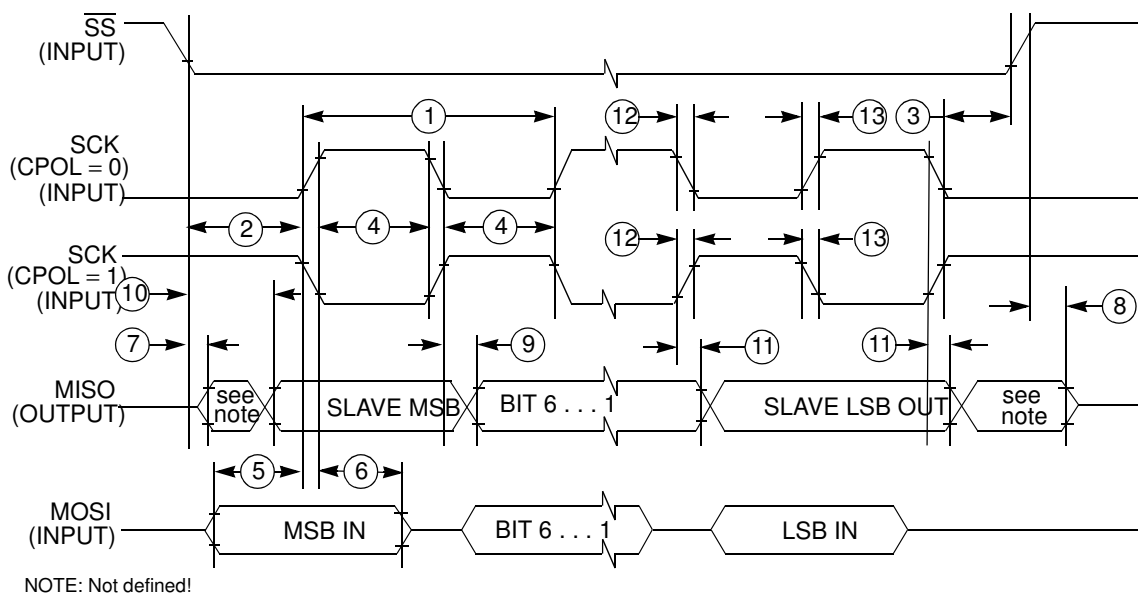 SS
(INPUT)
1
12
13
3
SCK
(CPOL = 0)
(INPUT)
2
4
4
12
13
SCK
(CPOL = 1)
(INPUT)
10
8
7
9
11
11
MISO
(OUTPUT)
see
note
SLAVE MSB
BIT 6 . . . 1
SLAVE LSB OUT
see
note
5
6
MOSI
(INPUT)
MSB IN
BIT 6 . . . 1
LSB IN
NOTE: Not defined!